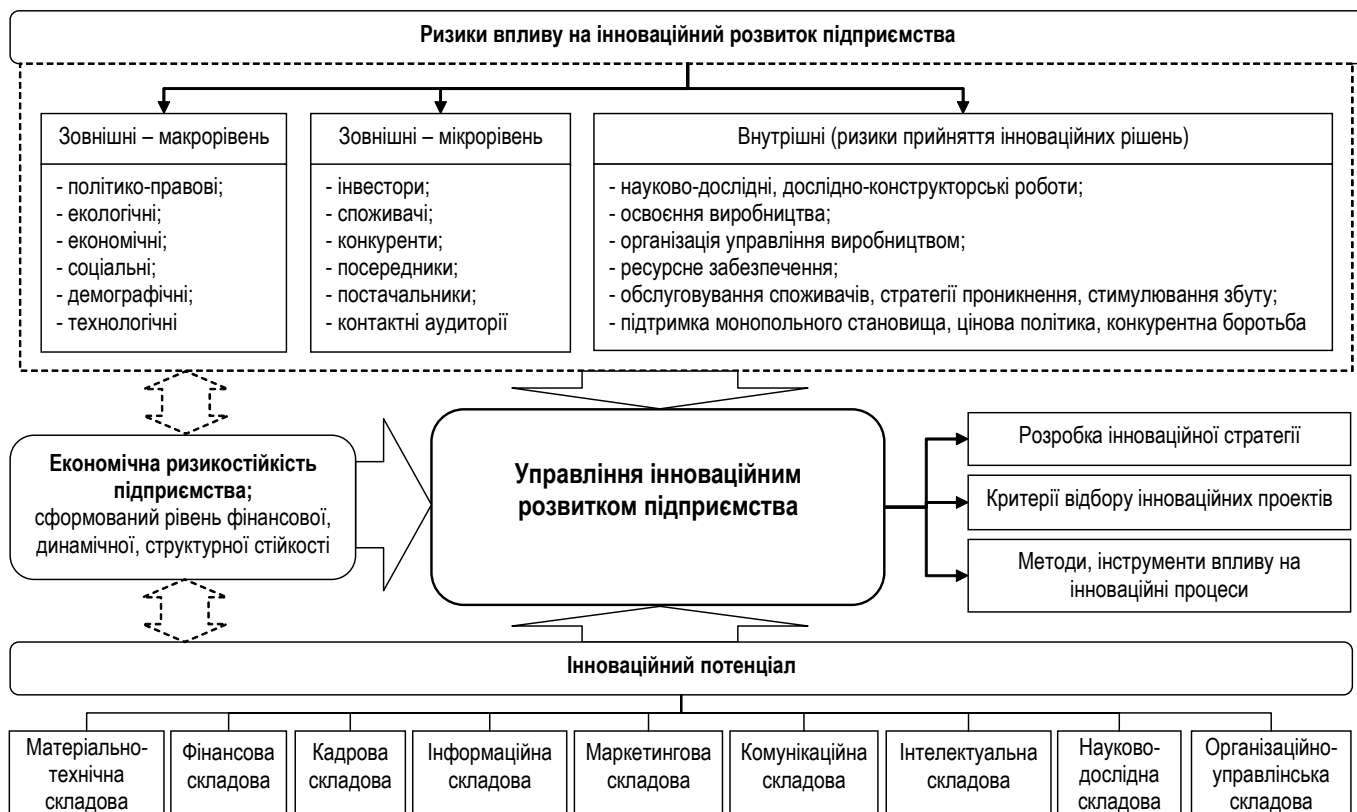 Ризики впливу на інноваційний розвиток підприємства
Зовнішні – макрорівень
- політико-правові;
- екологічні;
- економічні;
- соціальні;
- демографічні;
- технологічні
Зовнішні – мікрорівень
- інвестори;
- споживачі;
- конкуренти;
- посередники;
- постачальники;
- контактні аудиторії
Внутрішні (ризики прийняття інноваційних рішень)
- науково-дослідні, дослідно-конструкторські роботи;
- освоєння виробництва;
- організація управління виробництвом;
- ресурсне забезпечення;
- обслуговування споживачів, стратегії проникнення, стимулювання збуту;
- підтримка монопольного становища, цінова політика, конкурентна боротьба
Економічна ризикостійкість
підприємства;
сформований рівень фінансової,
динамічної, структурної стійкості
Управління інноваційним
розвитком підприємства
Розробка інноваційної стратегії
Критерії відбору інноваційних проектів
Методи, інструменти впливу на
інноваційні процеси
Інноваційний потенціал
Матеріально-
технічна
складова
Фінансова
складова
Кадрова
складова
Інформаційна
складова
Маркетингова
складова
Комунікаційна
складова
Інтелектуальна
складова
Науково-
дослідна
складова
Організаційно-
управлінська
складова